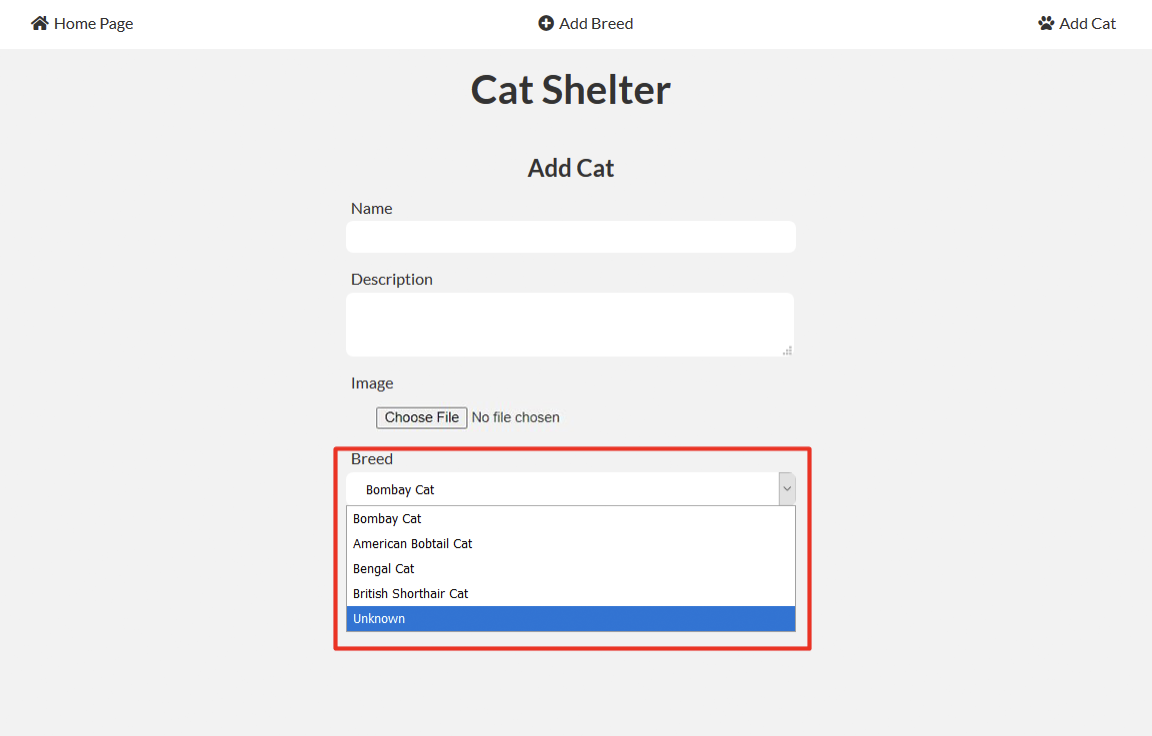 Home Page
Add Breed
Add Cat
Cat Shelter
Add Cat
Name
Description
Image
Choose File No file chosen
Breed
Bombay Cat
Bombay Cat
American Bobtail Cat
Bengal Cat
British Shorthair Cat
Unknown